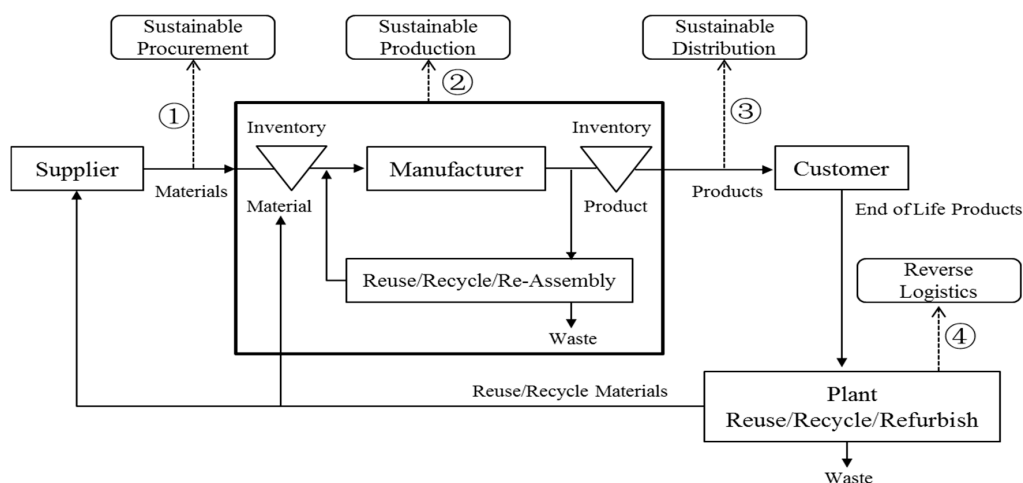 Sustainable
Procurement
Sustainable
Production
Sustainable
Distribution
①
②
③
Inventory
Inventory
Supplier
Manufacturer
Customer
Materials
Material
Product
Products
End of Life Products
Reuse/Recycle/Re-Assembly
Reverse
Logistics
Waste
④
Reuse/Recycle Materials
Plant
Reuse/Recycle/Refurbish
Waste